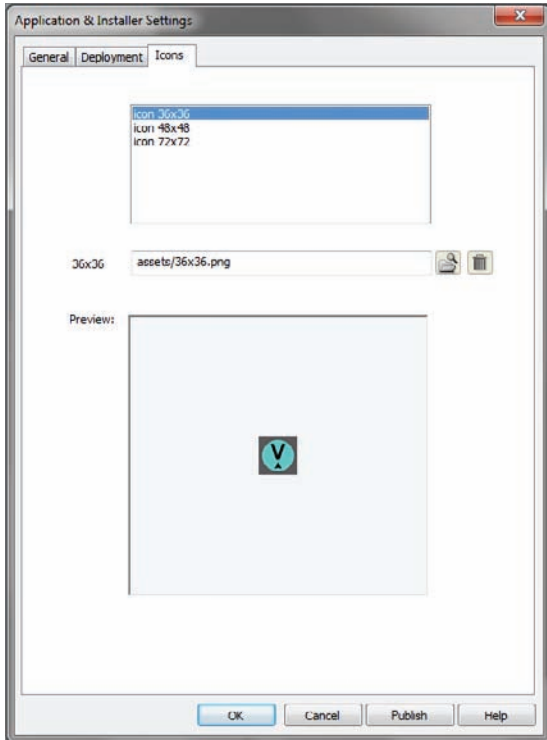 Application & Installer Settings
General Deployment Icons
icon 36x36
icon 48x48
icon 72x72
36x36 assets/36x36.png
Preview:
V
OK Cancel Publish Help